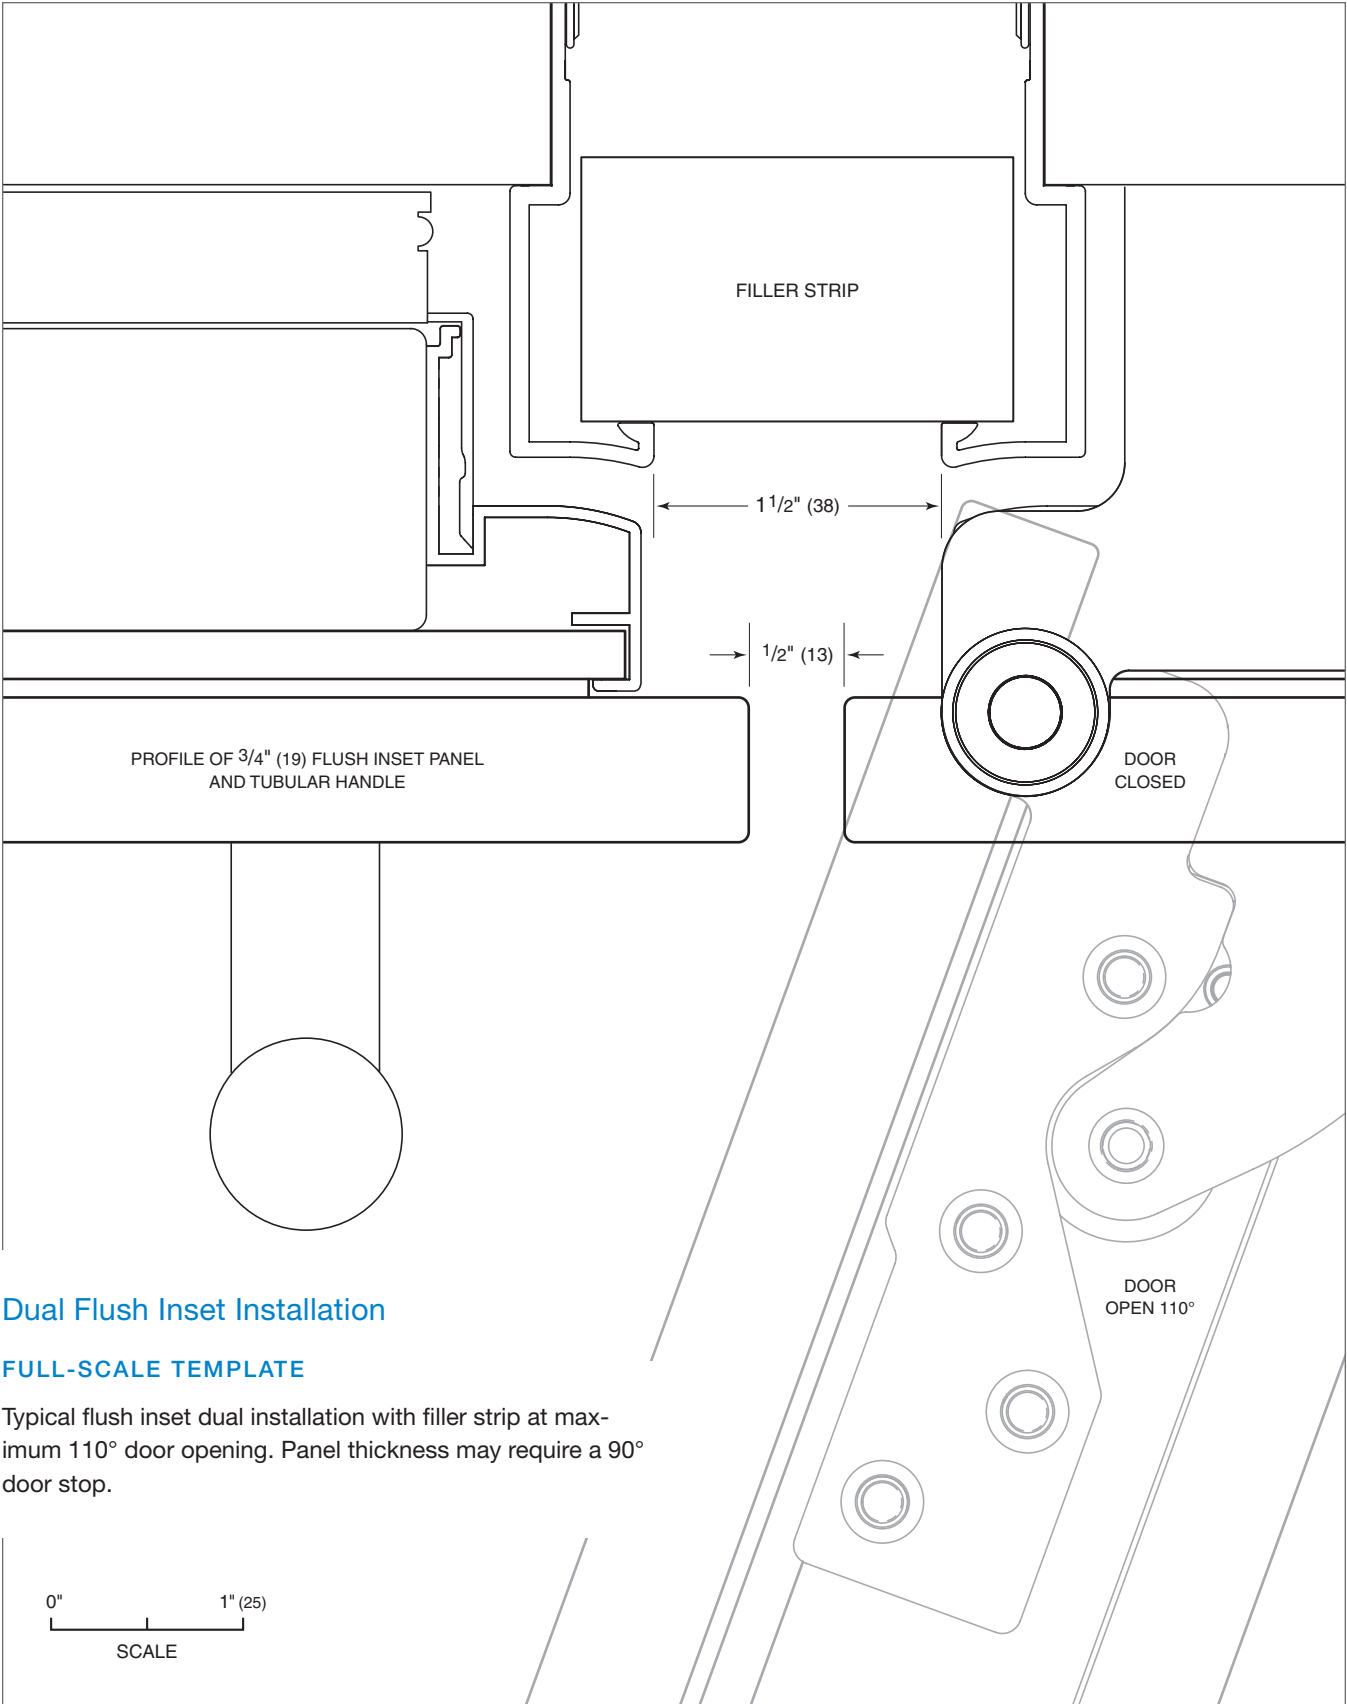 FILLER STRIP
1 1/2" (38)
1/2" (13)
PROFILE OF 3/4" (19) FLUSH INSET PANEL
AND TUBULAR HANDLE
DOOR
CLOSED
DOOR
OPEN 110°
Dual Flush Inset Installation
FULL-SCALE TEMPLATE
Typical flush inset dual installation with filler strip at max-
imum 110° door opening. Panel thickness may require a 90°
door stop.
0" 1" (25)
SCALE